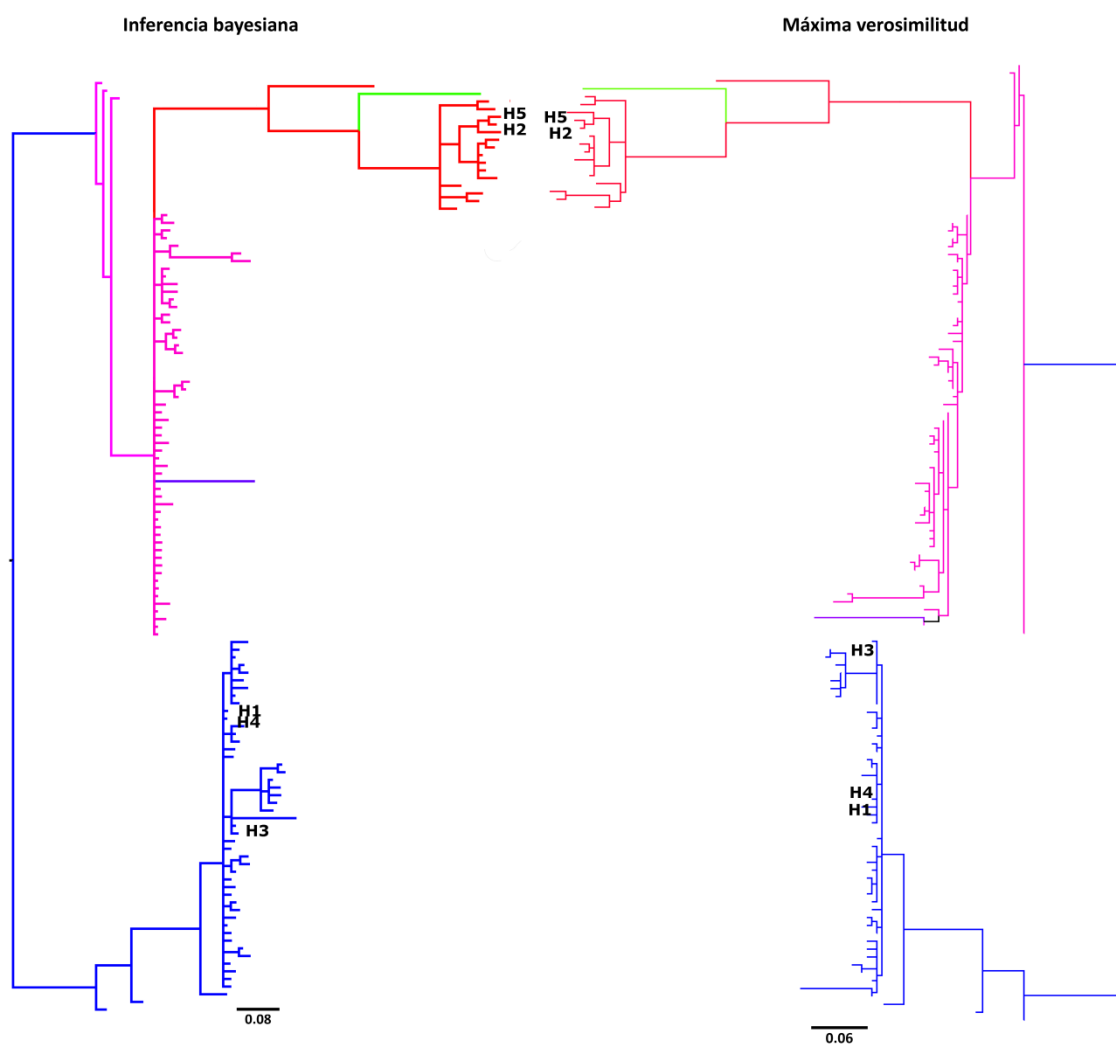 Inferencia bayesiana
Máxima verosimilitud
H5
H2
H5
H2
H1
H4
H3
H3
H4
H1
0.08
0.06